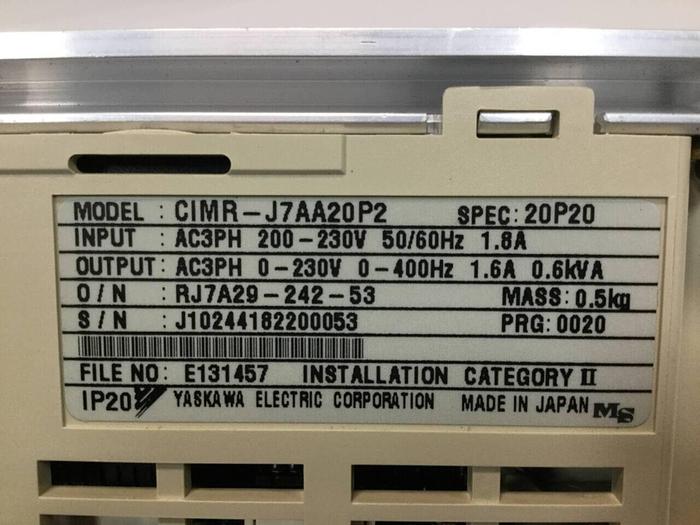 MODEL : CIMR-J7AA20P2 SPEC: 20P20
INPUT : AC3PH 200-230V 50/60Hz 1.8A
OUTPUT : AC3PH 0-230V 0-400Hz 1.6A 0.6kVA
O/N : RJ7A29-242-53 MASS: 0.5kg
S/N : J10244182200053 PRG: 0020
FILE NO: E131457 INSTALLATION CATEGORY II
IP20 YASKAWA ELECTRIC CORPORATION MADE IN JAPAN MS